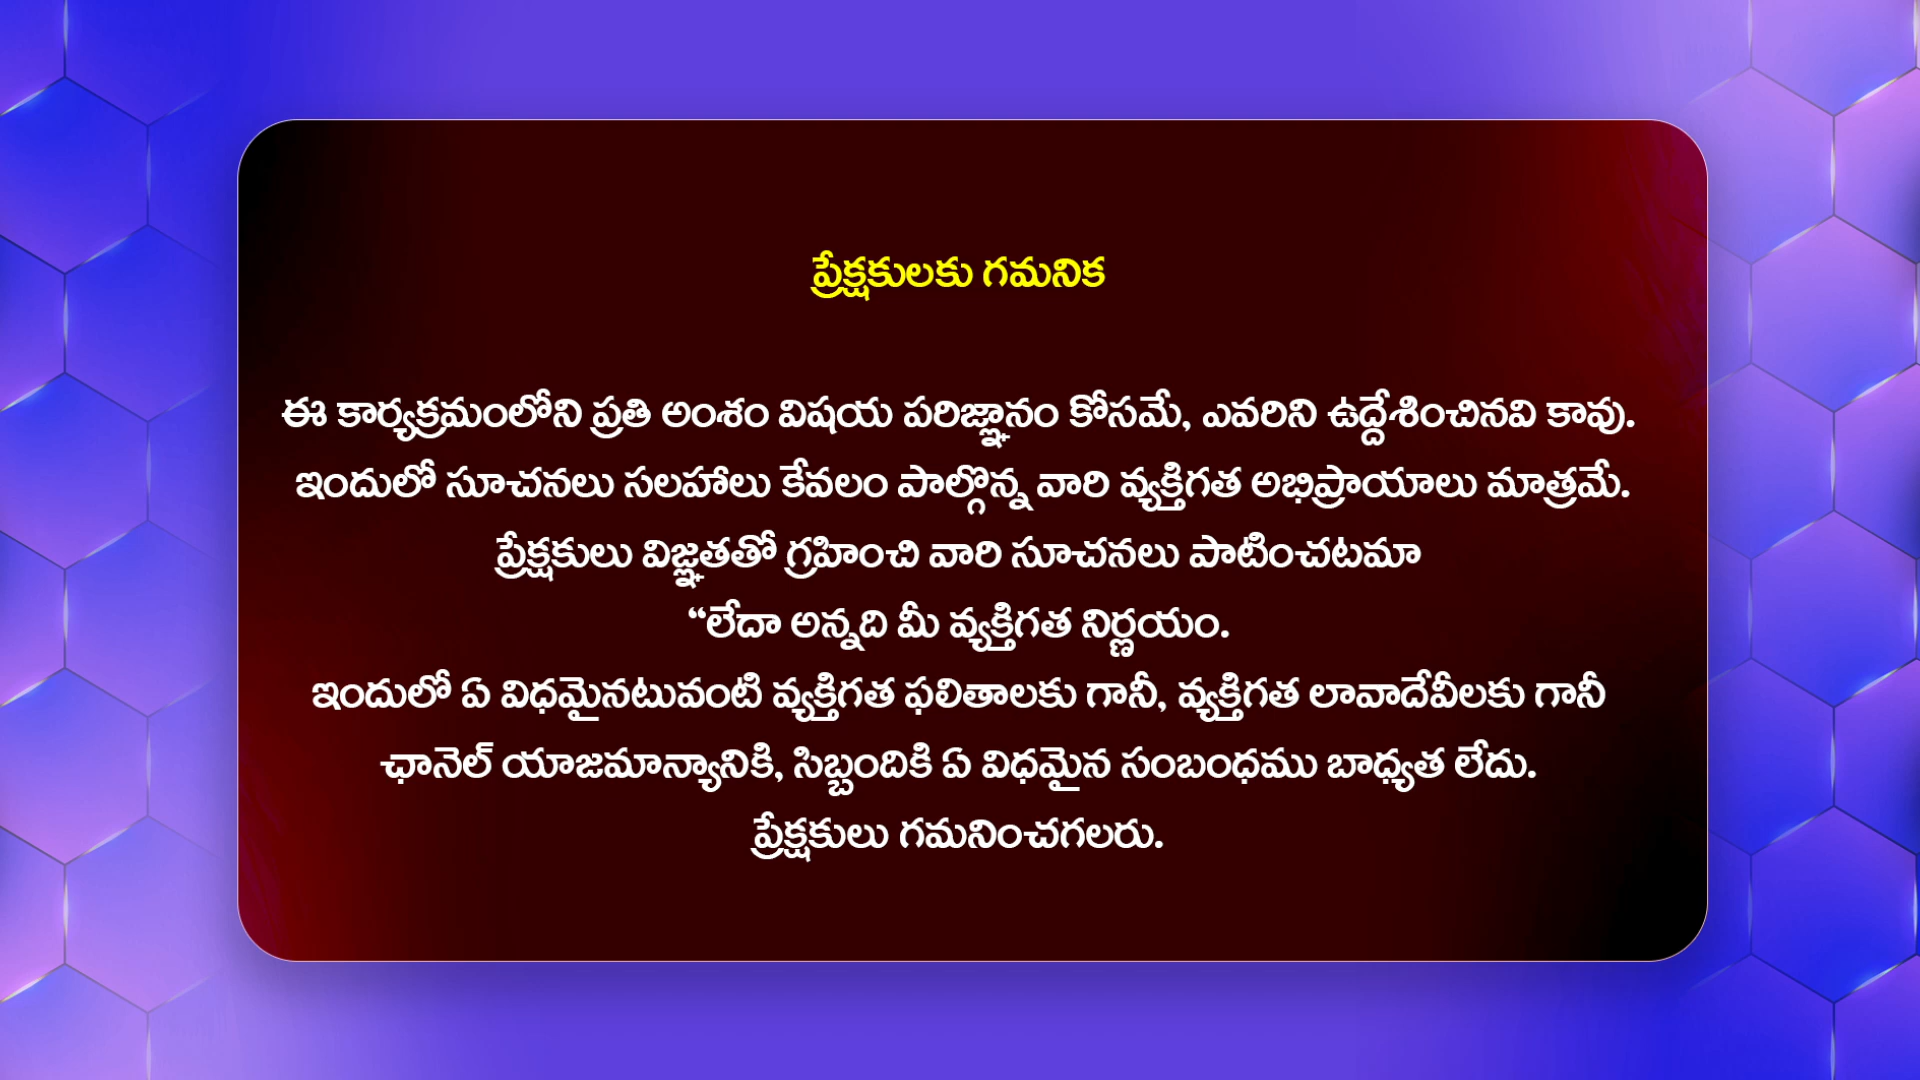 ప్రేక్షకులకు గమనిక
ఈ కార్యక్రమంలోని ప్రతి అంశం విషయ పరిజ్ఞానం కోసమే, ఎవరిని ఉద్దేశించినవి కావు.
ఇందులో సూచనలు సలహాలు కేవలం పాల్గొన్న వారి వ్యక్తిగత అభిప్రాయాలు మాత్రమే.
ప్రేక్షకులు విజ్ఞతతో గ్రహించి వారి సూచనలు పాటించటమా
“లేదా అన్నది మీ వ్యక్తిగత నిర్ణయం.
ఇందులో ఏ విధమైనటువంటి వ్యక్తిగత ఫలితాలకు గానీ, వ్యక్తిగత లావాదేవీలకు గానీ
ఛానెల్ యాజమాన్యానికి, సిబ్బందికి ఏ విధమైన సంబంధము బాధ్యత లేదు.
ప్రేక్షకులు గమనించగలరు.